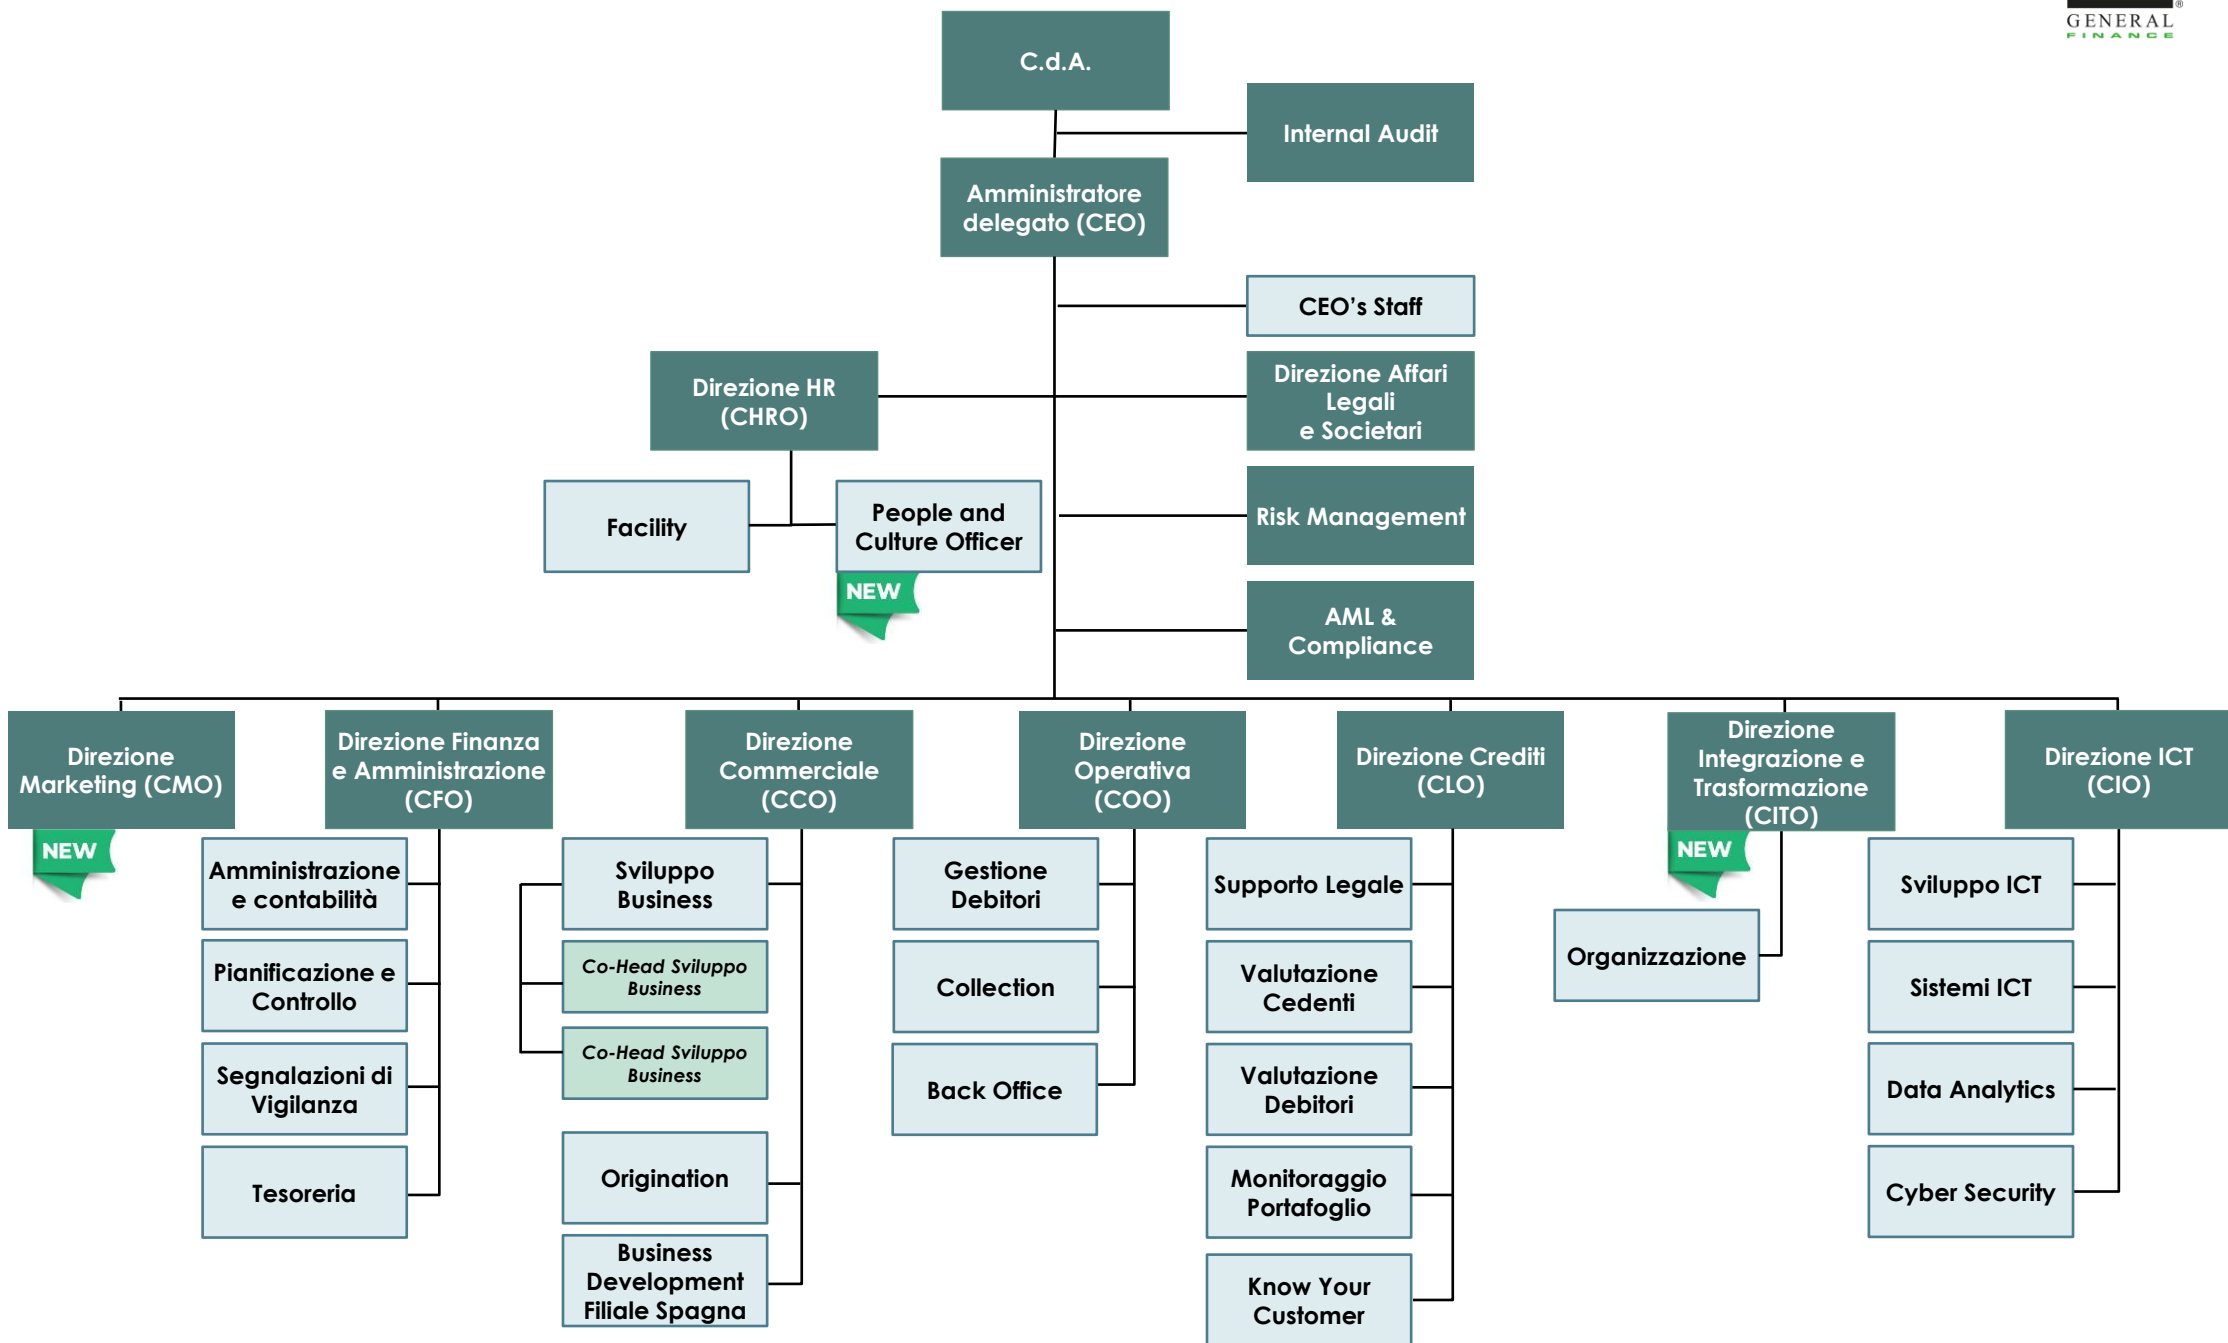 ®
GENERAL
FINANCE
C.d.A.
Internal Audit
Amministratore
delegato (CEO)
CEO’s Staff
Direzione HR
(CHRO)
Direzione Affari
Legali
e Societari
Facility
People and
Culture Officer
NEW
Risk Management
AML &
Compliance
Direzione
Marketing (CMO)
NEW
Direzione Finanza
e Amministrazione
(CFO)
Amministrazione
e contabilità
Pianificazione e
Controllo
Segnalazioni di
Vigilanza
Tesoreria
Direzione
Commerciale
(CCO)
Sviluppo
Business
Co-Head Sviluppo
Business
Co-Head Sviluppo
Business
Origination
Business
Development
Filiale Spagna
Direzione
Operativa
(COO)
Gestione
Debitori
Collection
Back Office
Direzione Crediti
(CLO)
Supporto Legale
Valutazione
Cedenti
Valutazione
Debitori
Monitoraggio
Portafoglio
Know Your
Customer
Direzione
Integrazione e
Trasformazione
(CITO)
NEW
Organizzazione
Direzione ICT
(CIO)
Sviluppo ICT
Sistemi ICT
Data Analytics
Cyber Security